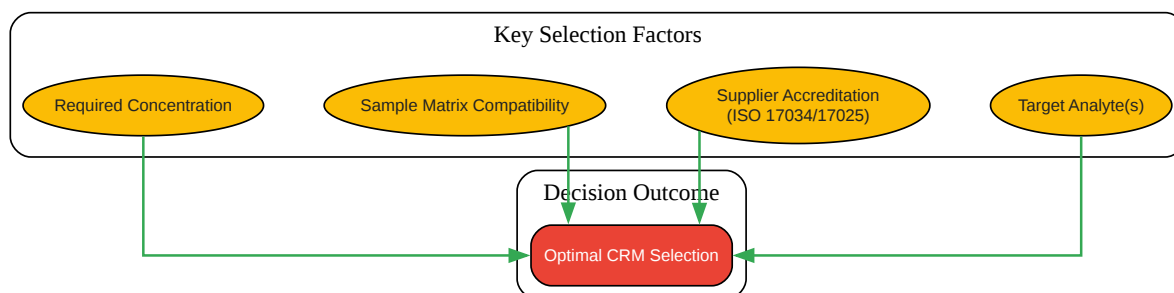 Key Selection Factors
Required Concentration
Sample Matrix Compatibility
Supplier Accreditation
(ISO 17034/17025)
Target Analyte(s)
Decision Outcome
Optimal CRM Selection